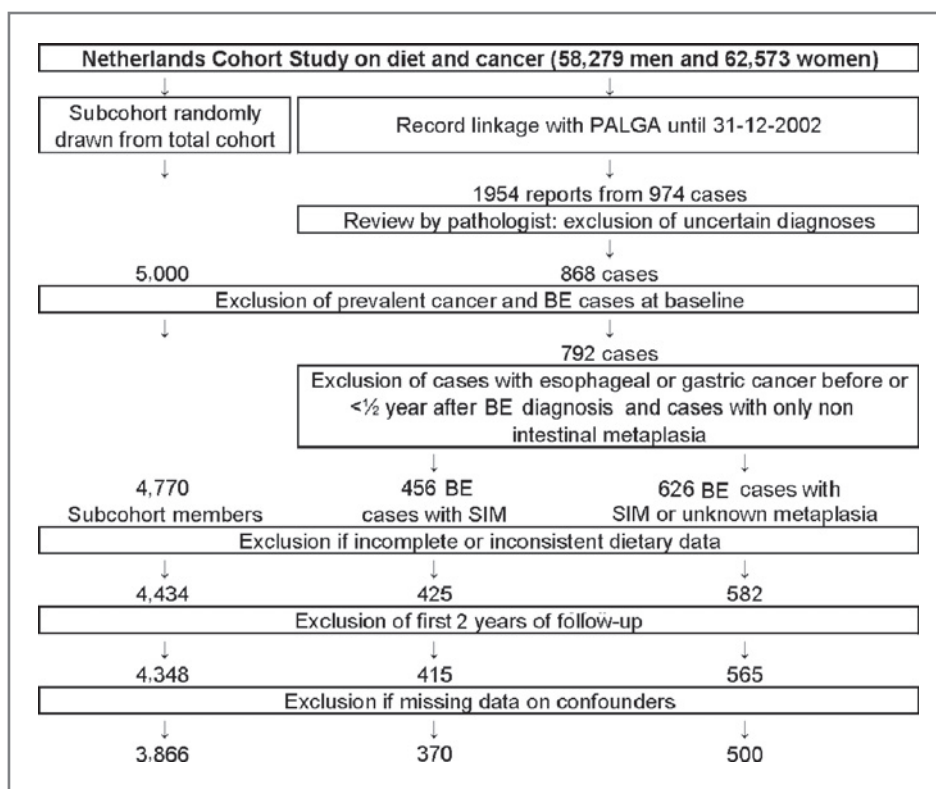 Netherlands Cohort Study on diet and cancer (58,279 men and 62,573 women)
↓ ↓
Subcohort randomly
drawn from total cohort
Record linkage with PALGA until 31-12-2002
↓ ↓
1954 reports from 974 cases
Review by pathologist: exclusion of uncertain diagnoses
↓
5,000 868 cases
Exclusion of prevalent cancer and BE cases at baseline
↓ ↓
792 cases
Exclusion of cases with esophageal or gastric cancer before or
<½ year after BE diagnosis and cases with only non
intestinal metaplasia
↓ ↓
4,770 456 BE 626 BE cases with
Subcohort members cases with SIM SIM or unknown metaplasia
Exclusion if incomplete or inconsistent dietary data
↓ ↓ ↓
4,434 425 582
Exclusion of first 2 years of follow-up
↓ ↓ ↓
4,348 415 565
Exclusion if missing data on confounders
↓ ↓ ↓
3,866 370 500